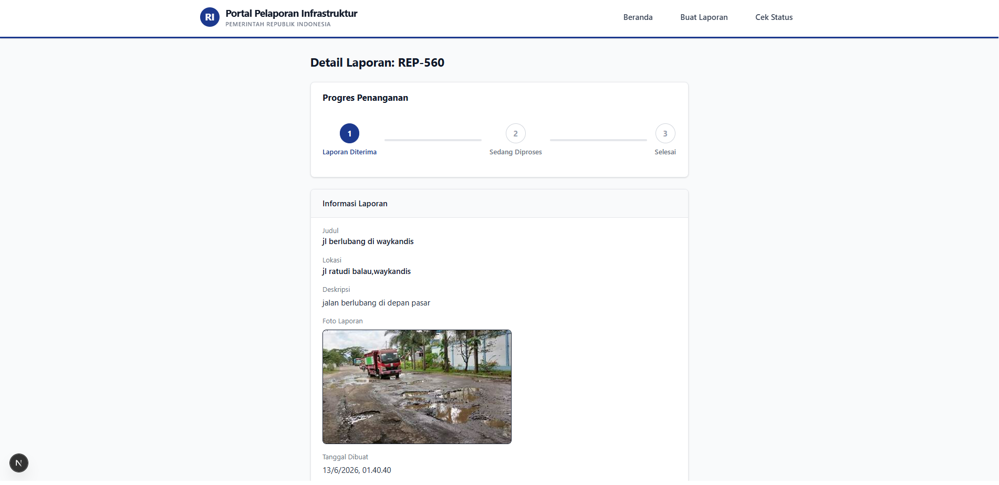 RI
Portal Pelaporan Infrastruktur
PEMERINTAH REPUBLIK INDONESIA
Beranda
Buat Laporan
Cek Status
Detail Laporan: REP-560
Progres Penanganan
1
Laporan Diterima
2
Sedang Diproses
3
Selesai
Informasi Laporan
Judul
jl berlubang di waykandis
Lokasi
jl ratudi balau,waykandis
Deskripsi
jalan berlubang di depan pasar
Foto Laporan
Tanggal Dibuat
13/6/2026, 01.40.40
N